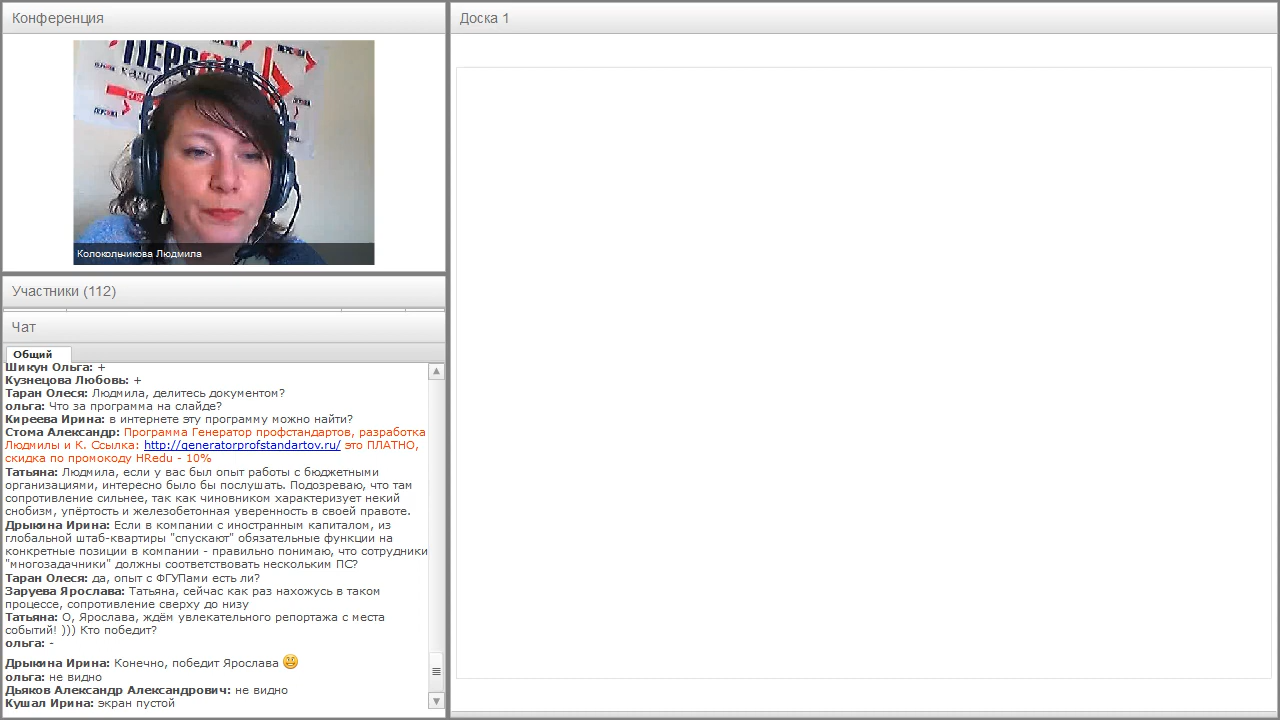 Конференция
Доска 1
ПЕРСОНА
Колокольчикова Людмила
Участники (112)
Чат
Общий
Шикун Ольга: +
Кузнецова Любовь: +
Таран Олеся: Людмила, делитесь документом?
ольга: Что за программа на слайде?
Киреева Ирина: в интернете эту программу можно найти?
Стома Александр: Программа Генератор профстандартов, разработка
Людмилы и К. Ссылка: http://generatorprofstandartov.ru/ это ПЛАТНО,
скидка по промокоду HRedu - 10%
Татьяна: Людмила, если у вас был опыт работы с бюджетными
организациями, интересно было бы послушать. Подозреваю, что там
сопротивление сильнее, так как чиновником характеризует некий
снобизм, упёртость и железобетонная уверенность в своей правоте.
Дрыкина Ирина: Если в компании с иностранным капиталом, из
глобальной штаб-квартиры "спускают" обязательные функции на
конкретные позиции в компании - правильно понимаю, что сотрудники
"многозадачники" должны соответствовать нескольким ПС?
Таран Олеся: да, опыт с ФГУПами есть ли?
Заруева Ярослава: Татьяна, сейчас как раз нахожусь в таком
процессе, сопротивление сверху до низу
Татьяна: О, Ярослава, ждём увлекательного репортажа с места
событий! ))) Кто победит?
ольга: -
Дрыкина Ирина: Конечно, победит Ярослава
ольга: не видно
Дьяков Александр Александрович: не видно
Кушал Ирина: экран пустой